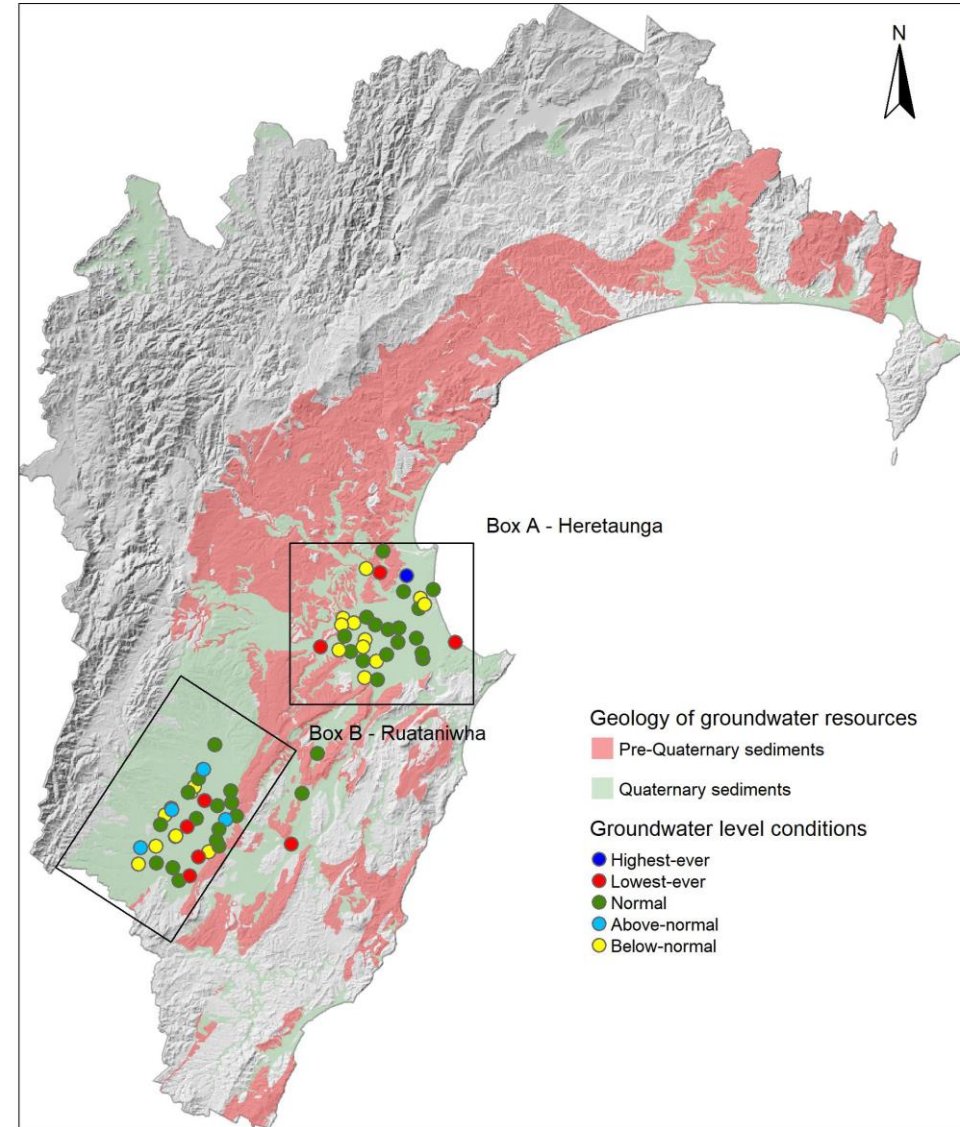 N
Box A - Heretaunga
Box B - Ruataniwha
Geology of groundwater resources
Pre-Quaternary sediments
Quaternary sediments
Groundwater level conditions
Highest-ever
Lowest-ever
Normal
Above-normal
Below-normal